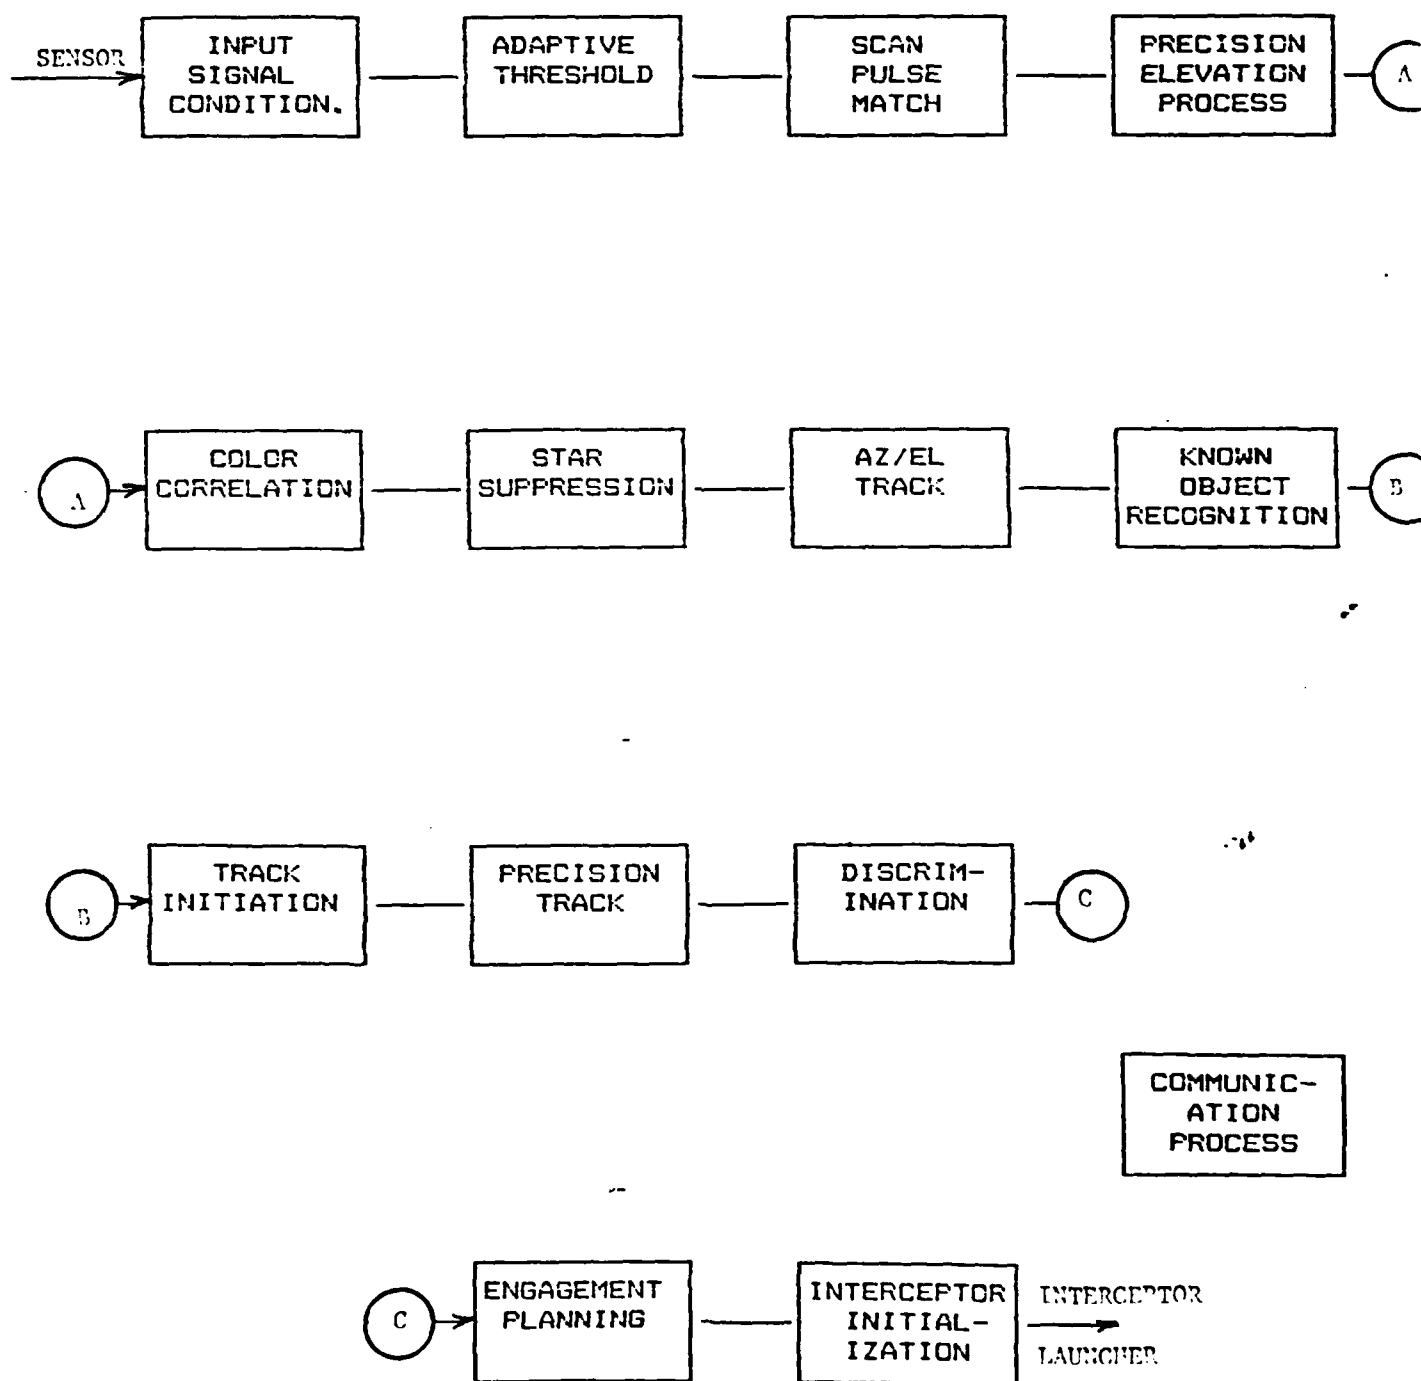 SENSOR
INPUT
SIGNAL
CONDITION.
ADAPTIVE
THRESHOLD
SCAN
PULSE
MATCH
PRECISION
ELEVATION
PROCESS
A
A
COLOR
CORRELATION
STAR
SUPPRESSION
AZ/EL
TRACK
KNOWN
OBJECT
RECOGNITION
B
B
TRACK
INITIATION
PRECISION
TRACK
DISCRIM-
INATION
C
COMMUNIC-
ATION
PROCESS
C
ENGAGEMENT
PLANNING
INTERCEPTOR
INITIAL-
IZATION
INTERCEPTOR
LAUNCHER